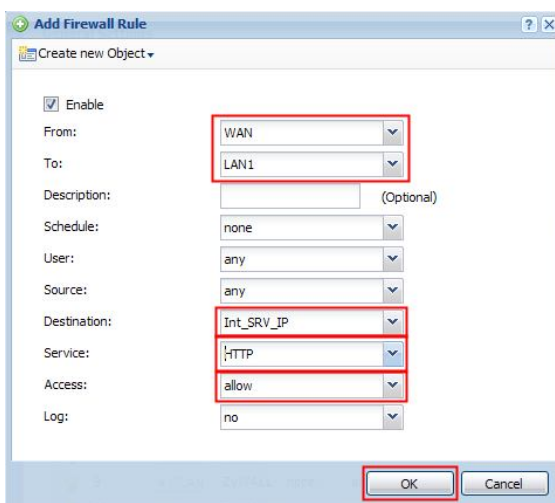 Add Firewall Rule
Create new Object
Enable
From: WAN
To: LAN1
Description: (Optional)
Schedule: none
User: any
Source: any
Destination: Int_SRV_IP
Service: HTTP
Access: allow
Log: no
OK Cancel